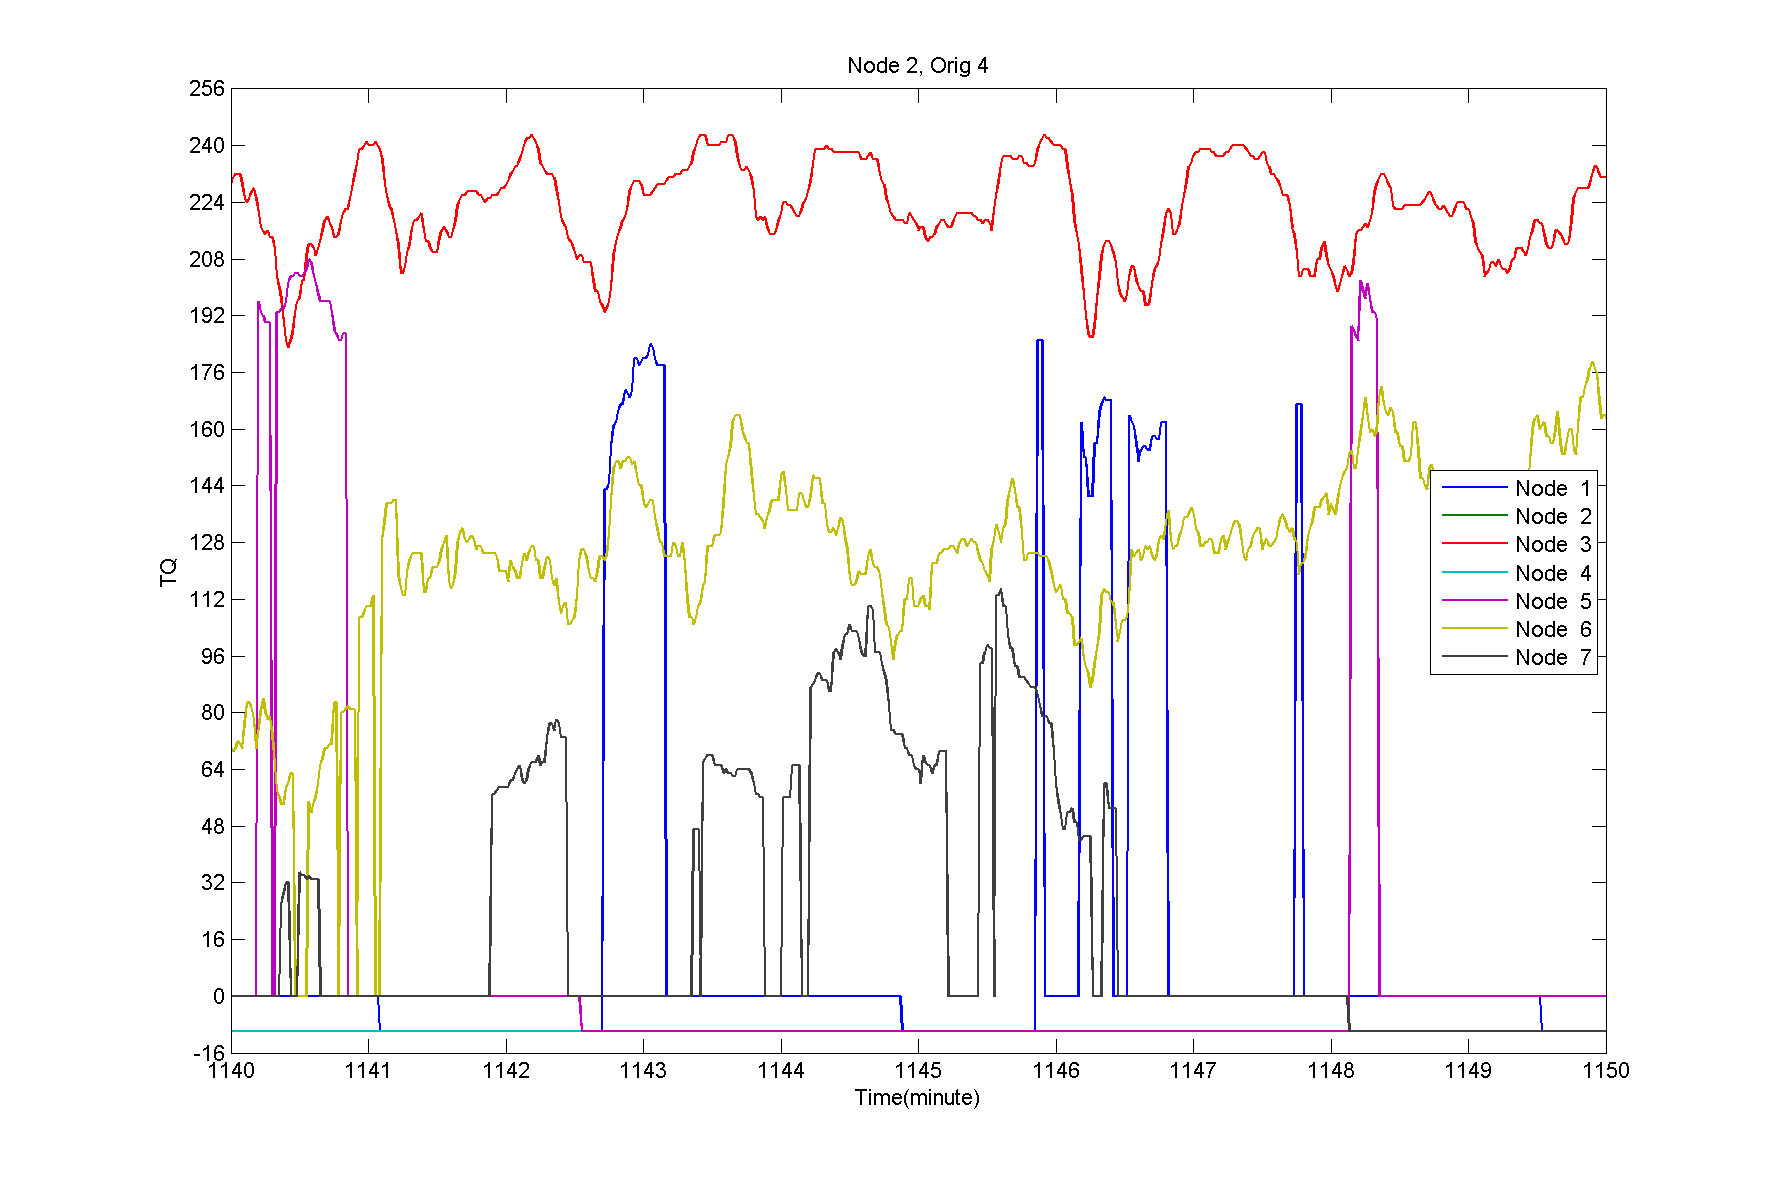 Node 2, Orig 4
256
240
224
208
192
176
160
144
128
112
96
80
64
48
32
16
0
-16
TQ
Node 1
Node 2
Node 3
Node 4
Node 5
Node 6
Node 7
1140 1141 1142 1143 1144 1145 1146 1147 1148 1149 1150
Time(minute)